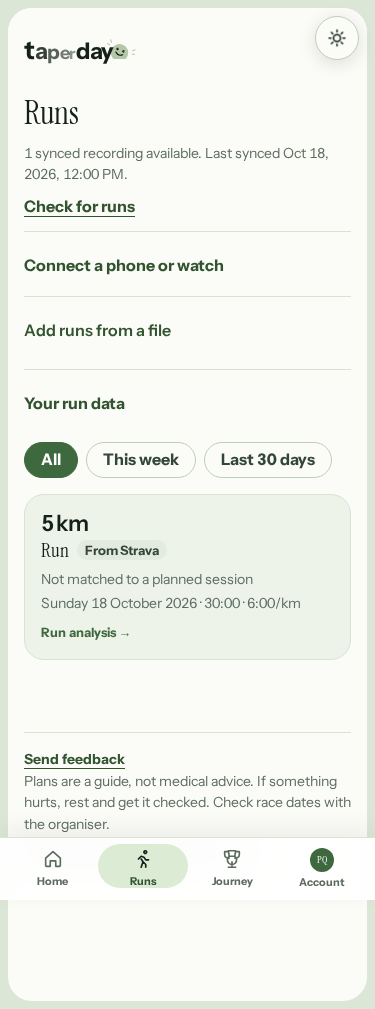 taperday
Runs
1 synced recording available. Last synced Oct 18,
2026, 12:00 PM.
Check for runs
Connect a phone or watch
Add runs from a file
Your run data
All This week Last 30 days
5 km
Run From Strava
Not matched to a planned session
Sunday 18 October 2026 · 30:00 · 6:00/km
Run analysis →
Send feedback
Plans are a guide, not medical advice. If something
hurts, rest and get it checked. Check race dates with
the organiser.
PQ
Home Runs Journey Account